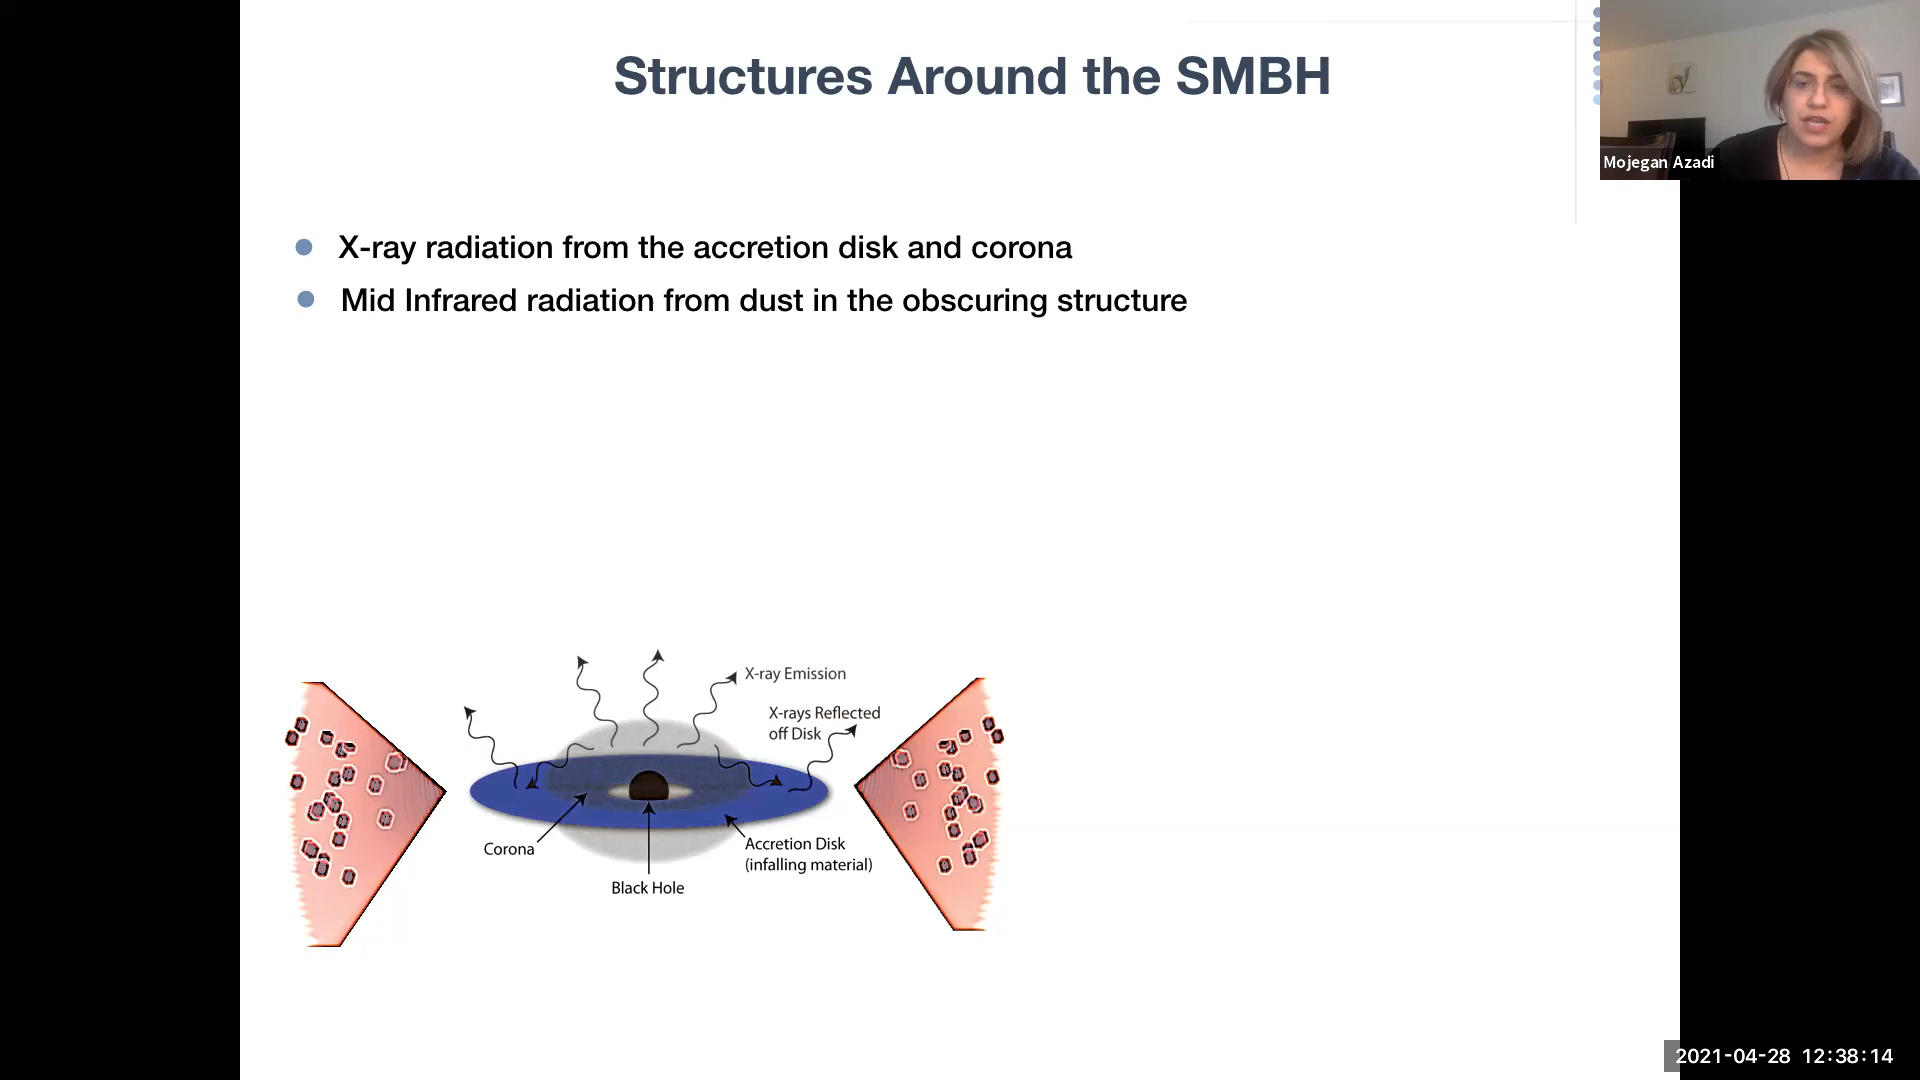 Structures Around the SMBH
Mojegan Azadi
X-ray radiation from the accretion disk and corona
Mid Infrared radiation from dust in the obscuring structure
X-ray Emission
X-rays Reflected
off Disk
Corona
Accretion Disk
(infalling material)
Black Hole
2021-04-28 12:38:14